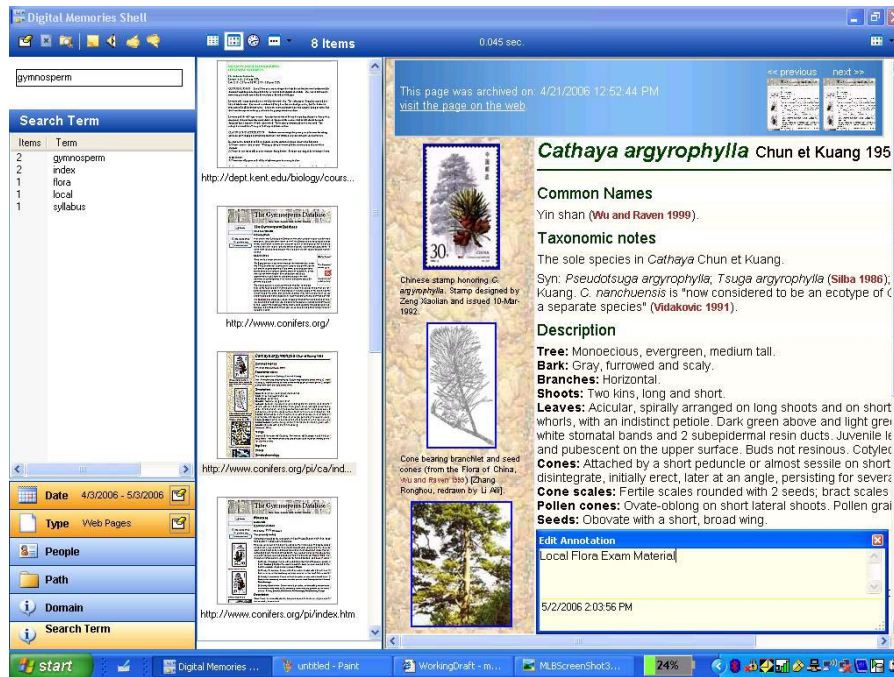 Digital Memories Shell
8 Items
0.045 sec.
gymnosperm
Search Term
Items Term
2 gymnosperm
2 index
1 flora
1 local
1 syllabus
Date 4/3/2006 - 5/3/2006
Type Web Pages
People
Path
Domain
Search Term
http://dept.kent.edu/biology/cours...
The Gymnosperm Database
http://www.conifers.org/
http://www.conifers.org/pi/ca/ind...
http://www.conifers.org/pi/index.htm
This page was archived on: 4/21/2006 12:52:44 PM
visit the page on the web.
<< previous next >>
30
Chinese stamp honoring C.
argyrophylla. Stamp designed by
Zeng Xiaolian and issued 10-Mar-
1992.
Cone bearing branchlet and seed
cones (from the Flora of China,
Wu and Raven 1999) [Zhang
Ronghou, redrawn by Li Aili].
Cathaya argyrophylla Chun et Kuang 195
Common Names
Yin shan (Wu and Raven 1999).
Taxonomic notes
The sole species in Cathaya Chun et Kuang.
Syn: Pseudotsuga argyrophylla; Tsuga argyrophylla (Silba 1986);
Kuang. C. nanchuensis is "now considered to be an ecotype of C
a separate species" (Vidakovic 1991).
Description
Tree: Monoecious, evergreen, medium tall.
Bark: Gray, furrowed and scaly.
Branches: Horizontal.
Shoots: Two kins, long and short.
Leaves: Acicular, spirally arranged on long shoots and on short
whorls, with an indistinct petiole. Dark green above and light gre
white stomatal bands and 2 subepidermal resin ducts. Juvenile le
and pubescent on the upper surface. Buds not resinous. Cotyled
Cones: Attached by a short peduncle or almost sessile on short
disintegrate, initially erect, later at an angle, persisting for severa
Cone scales: Fertile scales rounded with 2 seeds; bract scales
Pollen cones: Ovate-oblong on short lateral shoots. Pollen grai
Seeds: Obovate with a short, broad wing.
Edit Annotation
Local Flora Exam Material
5/2/2006 2:03:56 PM
start
Digital Memories ...
untitled - Paint
WorkingDraft - m...
MLBScreenShot3...
24%